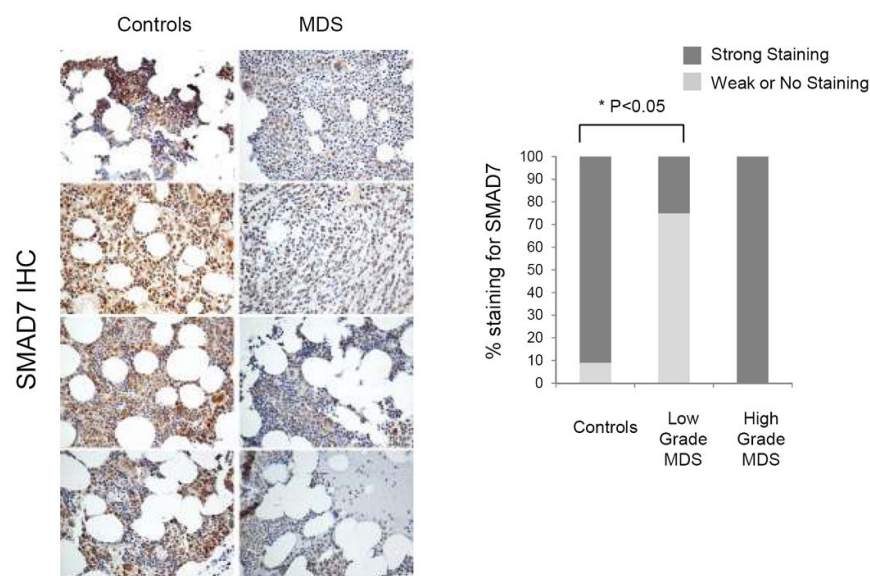 Controls
MDS
SMAD7 IHC
Strong Staining
Weak or No Staining
* P<0.05
% staining for SMAD7
100
90
80
70
60
50
40
30
20
10
0
Controls
Low
Grade
MDS
High
Grade
MDS